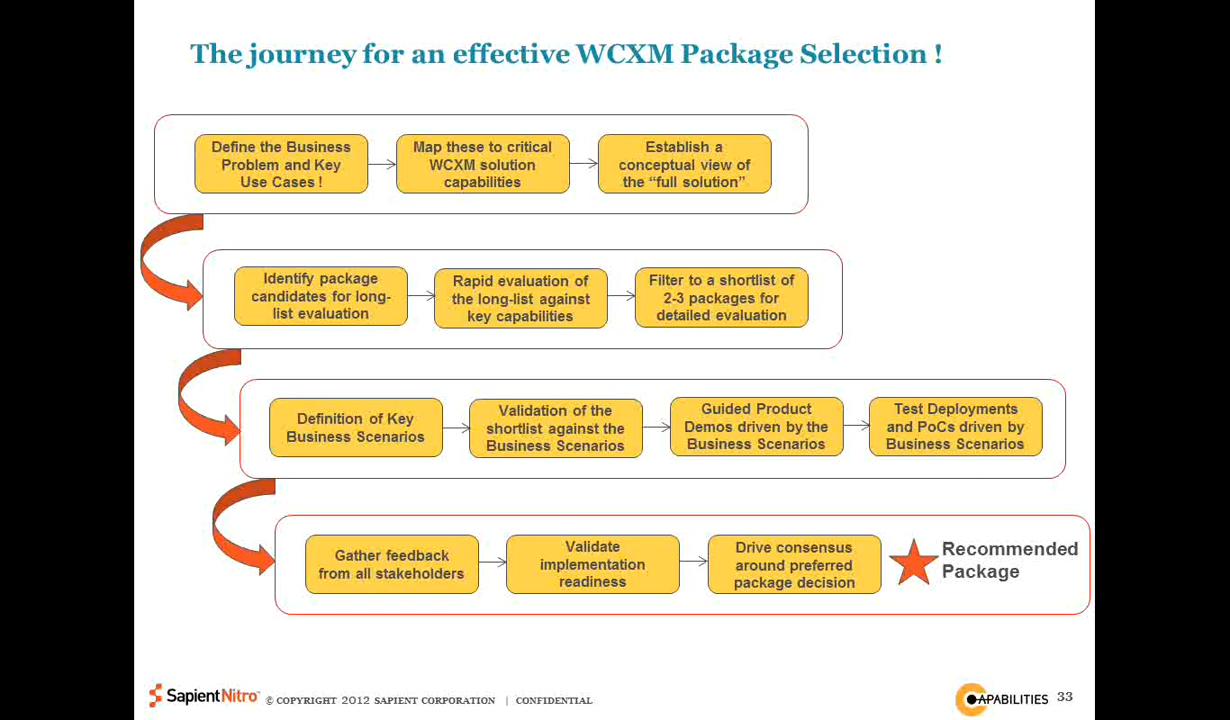 The journey for an effective WCXM Package Selection !
Define the Business
Problem and Key
Use Cases !
Map these to critical
WCXM solution
capabilities
Establish a
conceptual view of
the “full solution”
Identify package
candidates for long-
list evaluation
Rapid evaluation of
the long-list against
key capabilities
Filter to a shortlist of
2-3 packages for
detailed evaluation
Definition of Key
Business Scenarios
Validation of the
shortlist against the
Business Scenarios
Guided Product
Demos driven by the
Business Scenarios
Test Deployments
and PoCs driven by
Business Scenarios
Gather feedback
from all stakeholders
Validate
implementation
readiness
Drive consensus
around preferred
package decision
Recommended
Package
SapientNitro
© COPYRIGHT 2012 SAPIENT CORPORATION | CONFIDENTIAL
CAPABILITIES
33